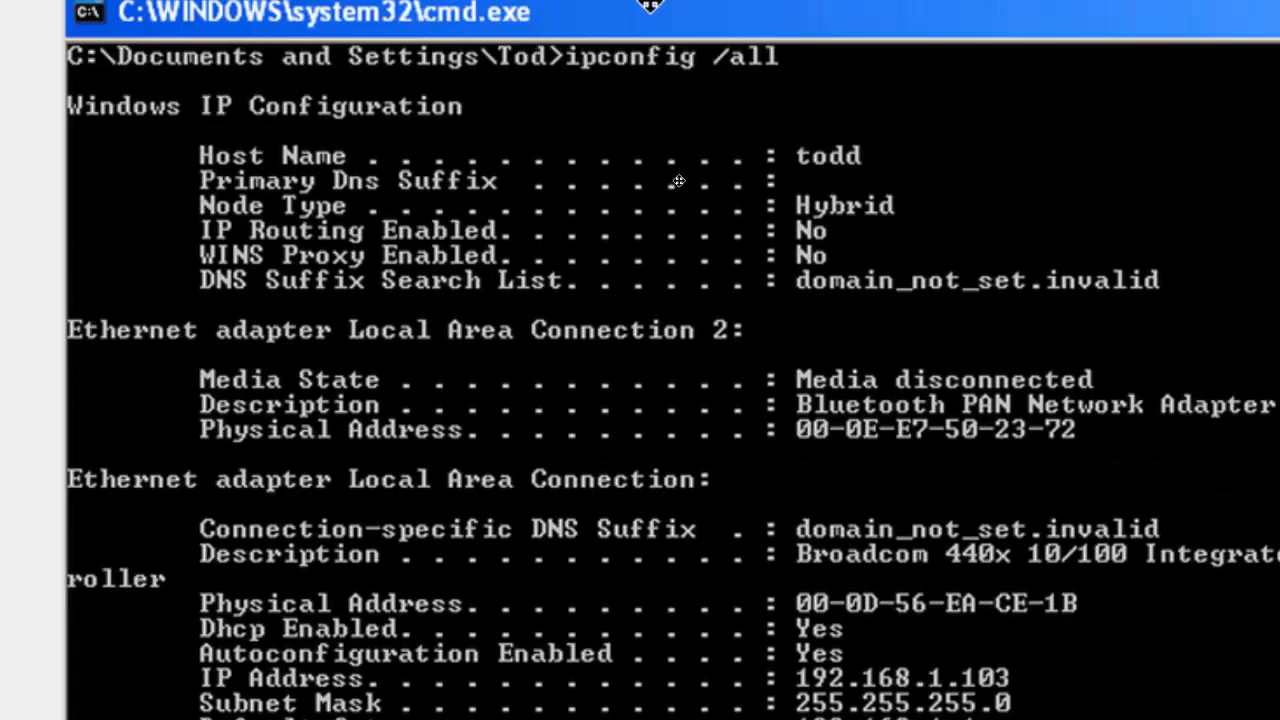 C:\WINDOWS\system32\cmd.exe
C:\Documents and Settings\Tod>ipconfig /all
Windows IP Configuration
Host Name . . . . . . . . . . . . : todd
Primary Dns Suffix  . . . . . . . :
Node Type . . . . . . . . . . . . : Hybrid
IP Routing Enabled. . . . . . . . : No
WINS Proxy Enabled. . . . . . . . : No
DNS Suffix Search List. . . . . . : domain_not_set.invalid
Ethernet adapter Local Area Connection 2:
Media State . . . . . . . . . . . : Media disconnected
Description . . . . . . . . . . . : Bluetooth PAN Network Adapter
Physical Address. . . . . . . . . : 00-0E-E7-50-23-72
Ethernet adapter Local Area Connection:
Connection-specific DNS Suffix  . : domain_not_set.invalid
Description . . . . . . . . . . . : Broadcom 440x 10/100 Integrat
roller
Physical Address. . . . . . . . . : 00-0D-56-EA-CE-1B
Dhcp Enabled. . . . . . . . . . . : Yes
Autoconfiguration Enabled . . . . : Yes
IP Address. . . . . . . . . . . . : 192.168.1.103
Subnet Mask . . . . . . . . . . . : 255.255.255.0